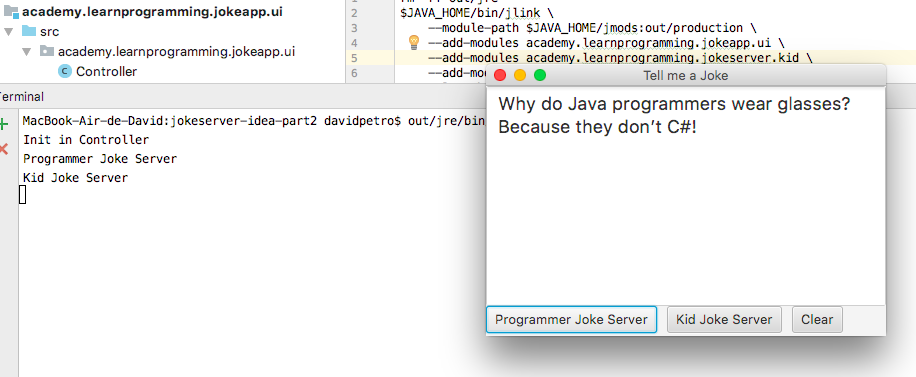 academy.learnprogramming.jokeapp.ui
src
academy.learnprogramming.jokeapp.ui
C Controller
1
2 $JAVA_HOME/bin/jlink \
3 --module-path $JAVA_HOME/jmods:out/production \
4 --add-modules academy.learnprogramming.jokeapp.ui \
5 --add-modules academy.learnprogramming.jokeserver.kid \
6 --add-mo
Terminal
MacBook-Air-de-David:jokeserver-idea-part2 davidpetro$ out/jre/bin
Init in Controller
Programmer Joke Server
Kid Joke Server
Tell me a Joke
Why do Java programmers wear glasses?
Because they don't C#!
Programmer Joke Server Kid Joke Server Clear